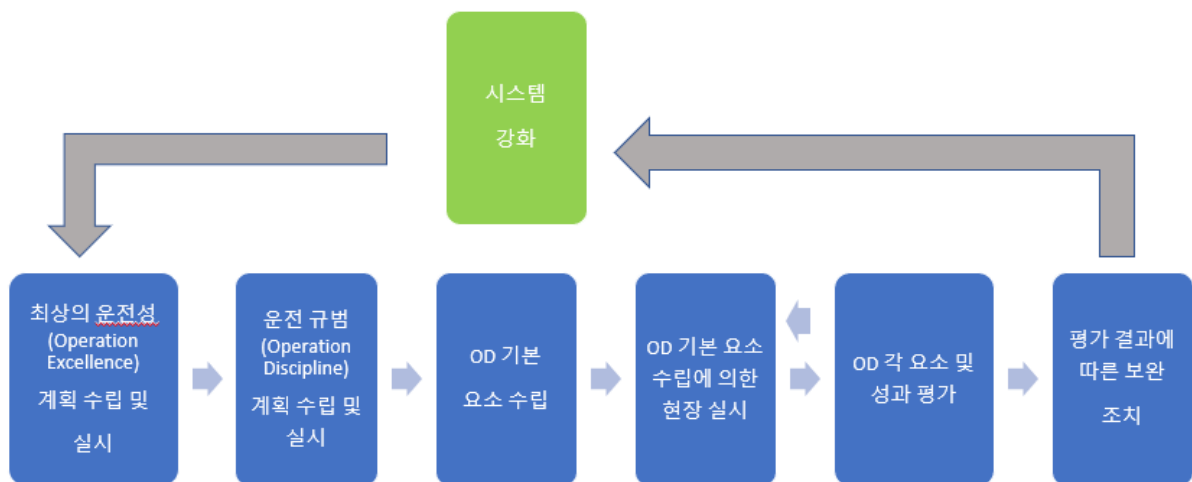 시스템
강화
최상의 운전성
(Operation
Excellence)
계획 수립 및
실시
운전 규범
(Operation
Discipline)
계획 수립 및
실시
OD 기본
요소 수립
OD 기본 요소
수립에 의한
현장 실시
OD 각 요소 및
성과 평가
평가 결과에
따른 보완
조치